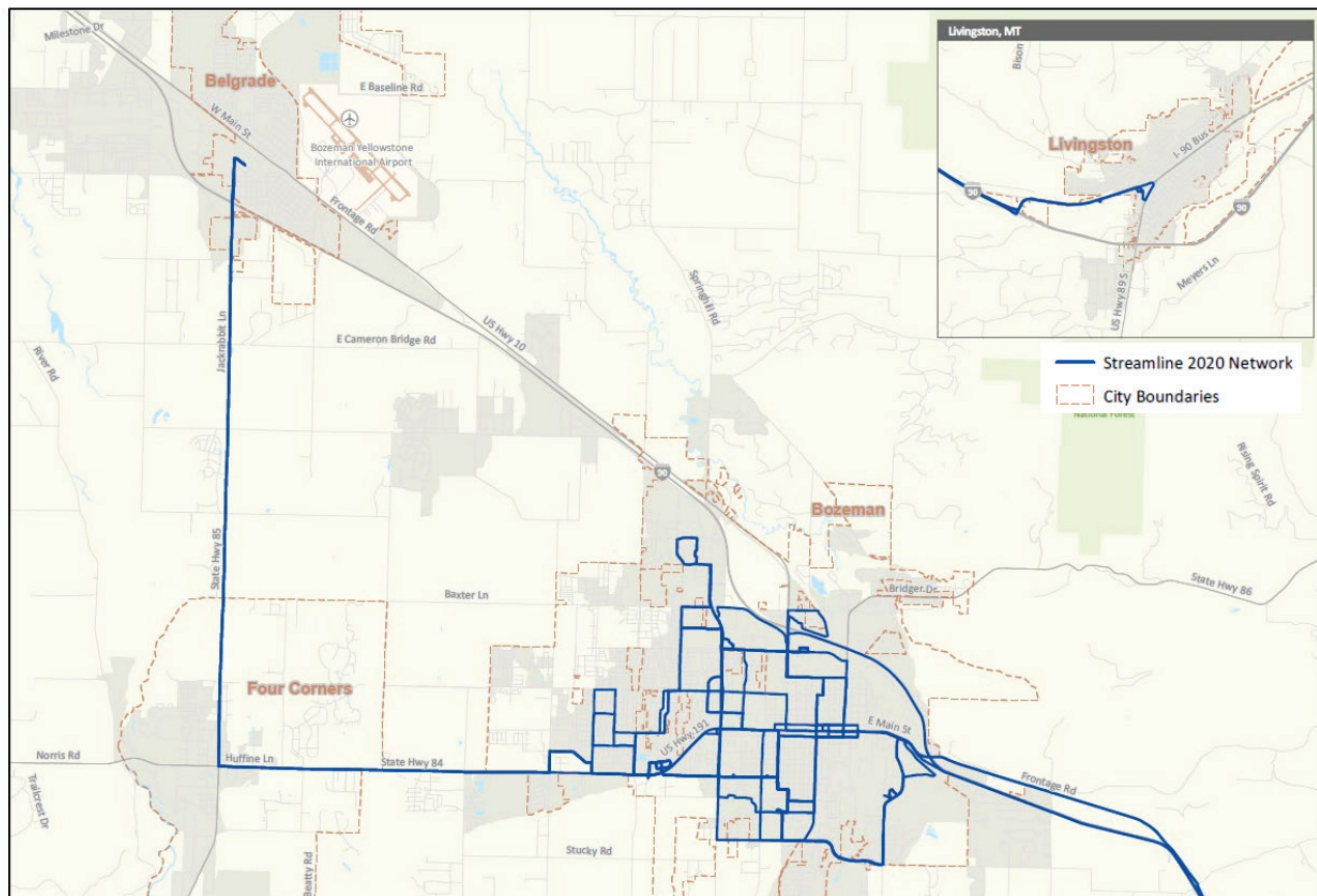 Milestone Dr
Belgrade
E Baseline Rd
W Main St
Bozeman Yellowstone
International Airport
Frontage Rd
Livingston, MT
Bison
Livingston
I-90 Bus
90
90
Meyers Ln
US Hwy 89 S
Springhill Rd
US Hwy 10
E Cameron Bridge Rd
Jackrabbit Ln
River Rd
Streamline 2020 Network
City Boundaries
National Forest
Rising Spirit Rd
90
Bozeman
State Hwy 85
Baxter Ln
Bridger Dr
State Hwy 86
Four Corners
US Hwy 191
E Main St
Norris Rd
Huffine Ln
State Hwy 84
Frontage Rd
Trailcrest Dr
Stucky Rd
Beatty Rd